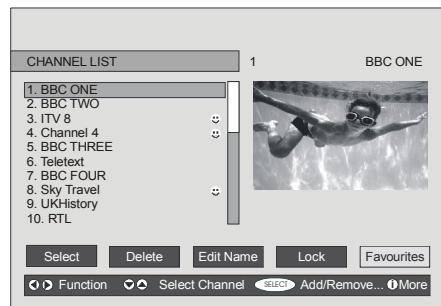 CHANNEL LIST
1 BBC ONE
1. BBC ONE
2. BBC TWO
3. ITV 8
4. Channel 4
5. BBC THREE
6. Teletext
7. BBC FOUR
8. Sky Travel
9. UKHistory
10. RTL
Select Delete Edit Name Lock Favourites
Function Select Channel SELECT Add/Remove... i More